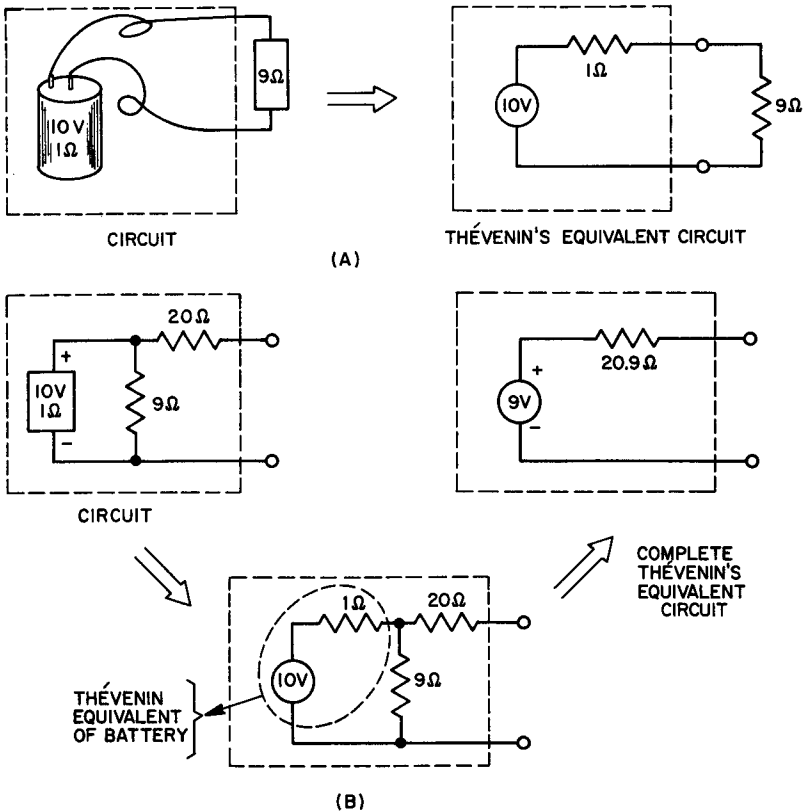 10V
1Ω
9Ω
1Ω
10V
9Ω
CIRCUIT
THÉVENIN'S EQUIVALENT CIRCUIT
(A)
20Ω
+
10V
1Ω
9Ω
−
CIRCUIT
20.9Ω
+
9V
−
COMPLETE
THÉVENIN'S
EQUIVALENT
CIRCUIT
1Ω
20Ω
10V
9Ω
THÉVENIN
EQUIVALENT
OF BATTERY
(B)